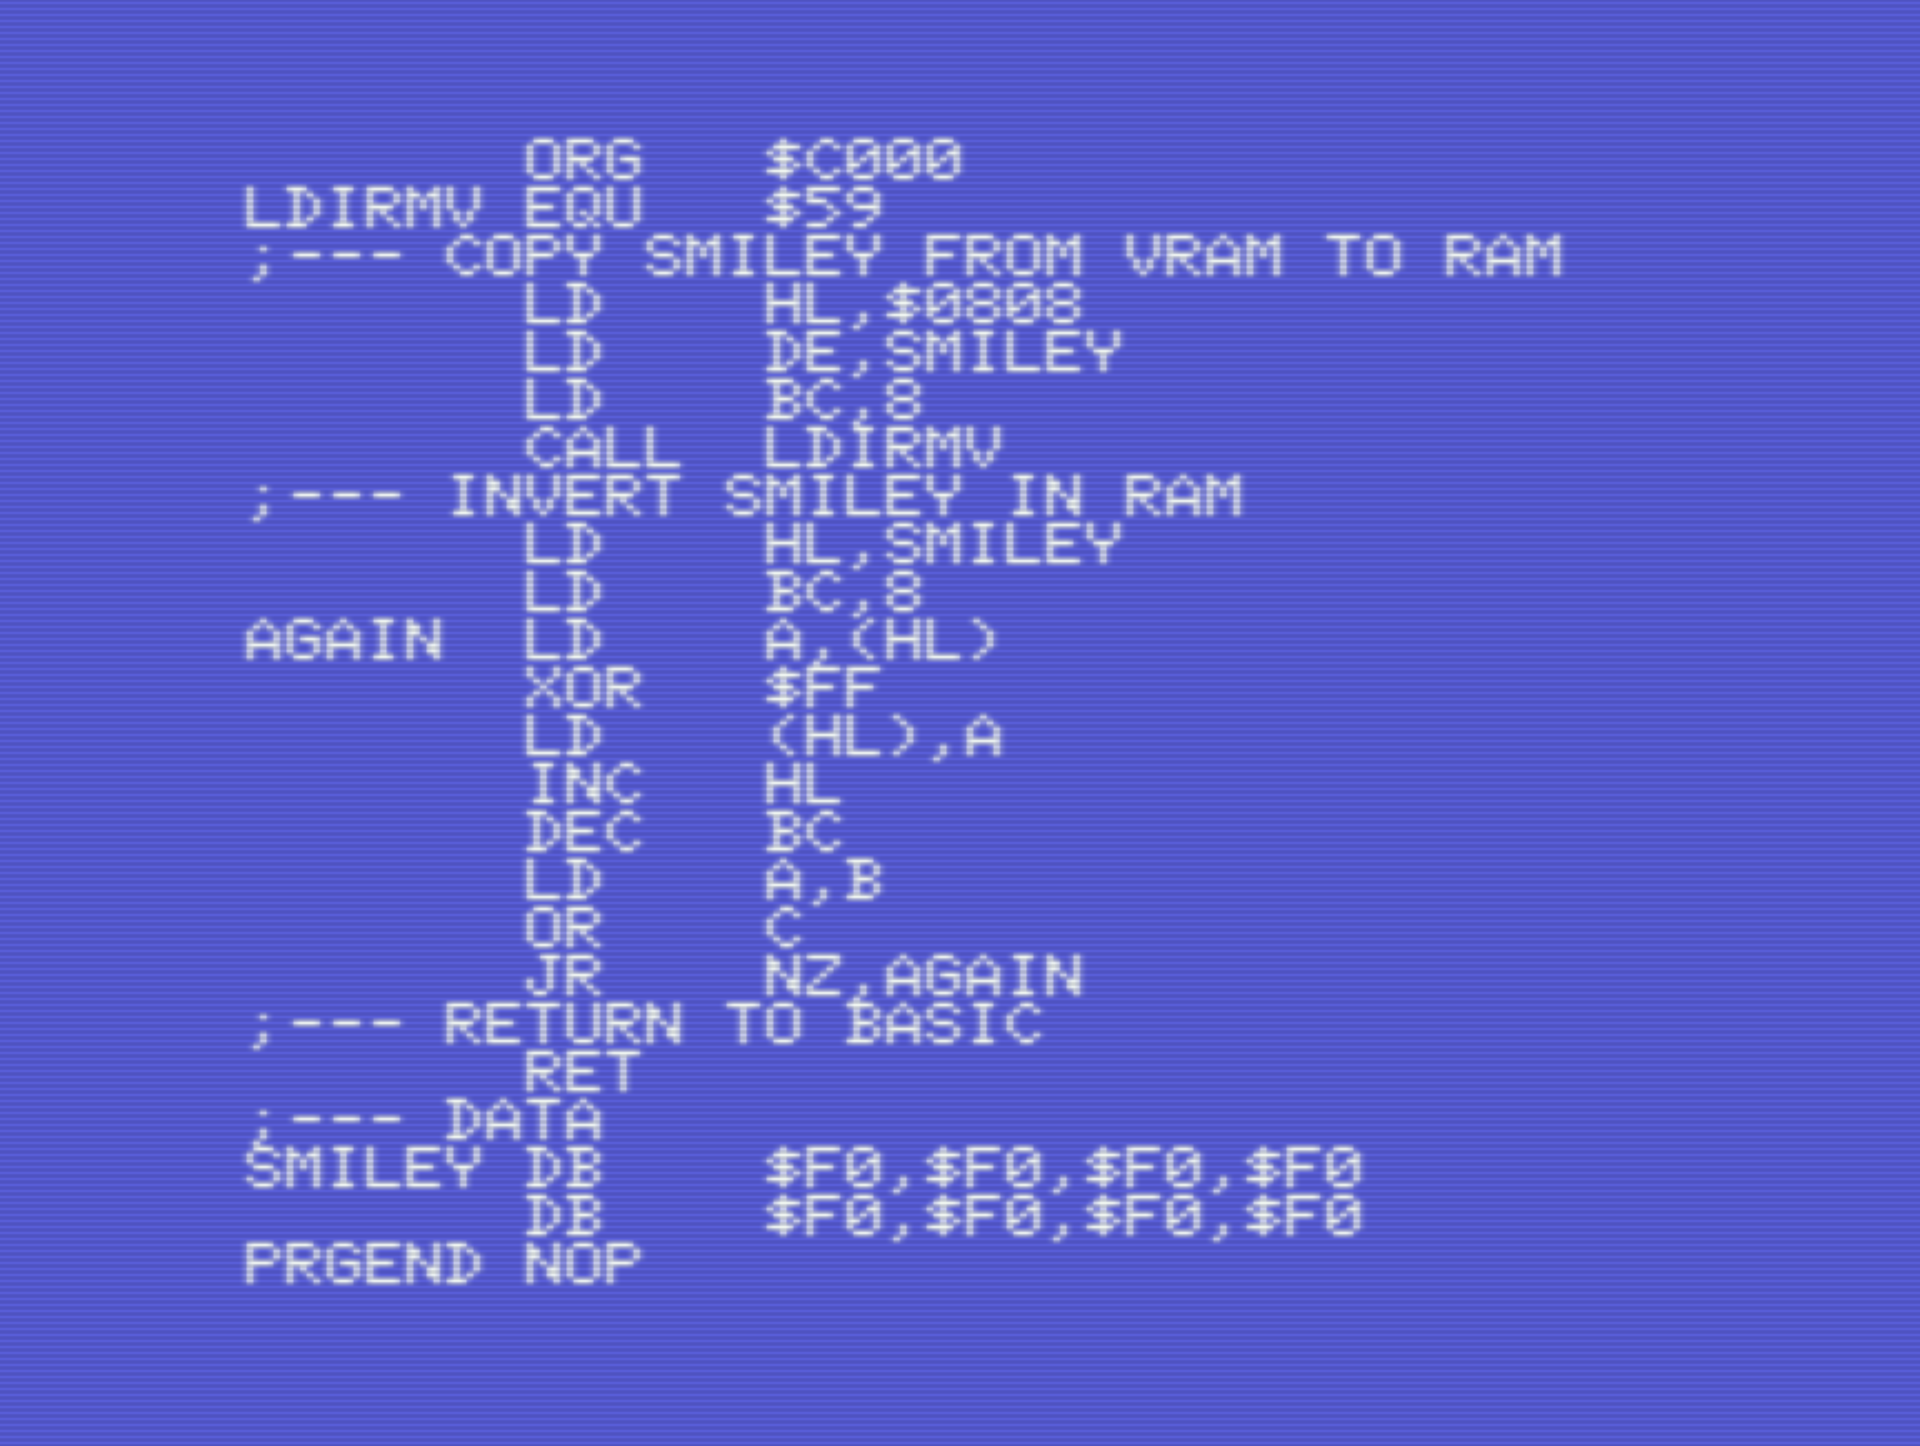 ORG $C000
LDIRMV EQU $59
;--- COPY SMILEY FROM VRAM TO RAM
LD HL,$0808
LD DE,SMILEY
LD BC,8
CALL LDIRMV
;--- INVERT SMILEY IN RAM
LD HL,SMILEY
LD BC,8
AGAIN LD A,(HL)
XOR $FF
LD (HL),A
INC HL
DEC BC
LD A,B
OR C
JR NZ,AGAIN
;--- RETURN TO BASIC
RET
;--- DATA
SMILEY DB $F0,$F0,$F0,$F0
DB $F0,$F0,$F0,$F0
PRGEND NOP